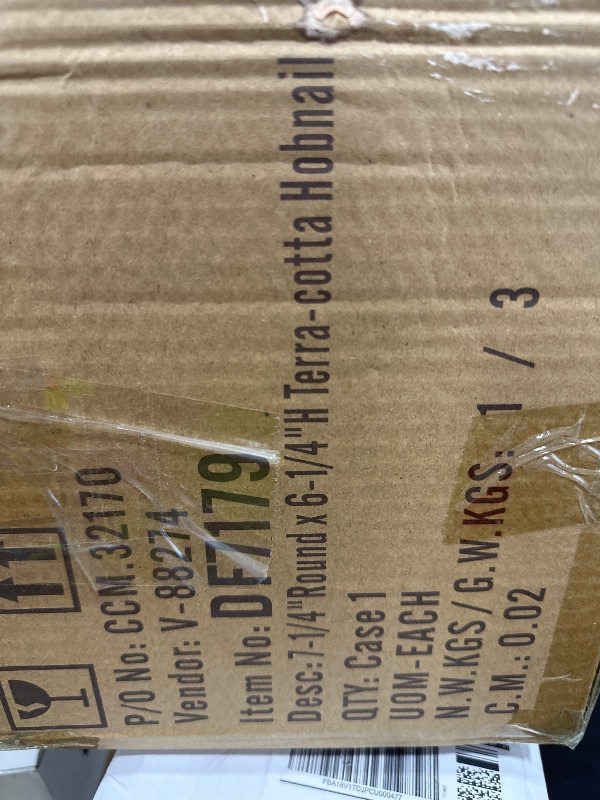 P/O No: CCM.32170
Vendor: V-88274
Item No: DF7179
Desc: 7-1/4"Round x 6-1/4"H Terra-cotta Hobnail
QTY: Case 1
UOM-EACH
N.W.KGS / G.W.KGS: 1 / 3
C.M.: 0.02
FBA18V1TDJPCU000477